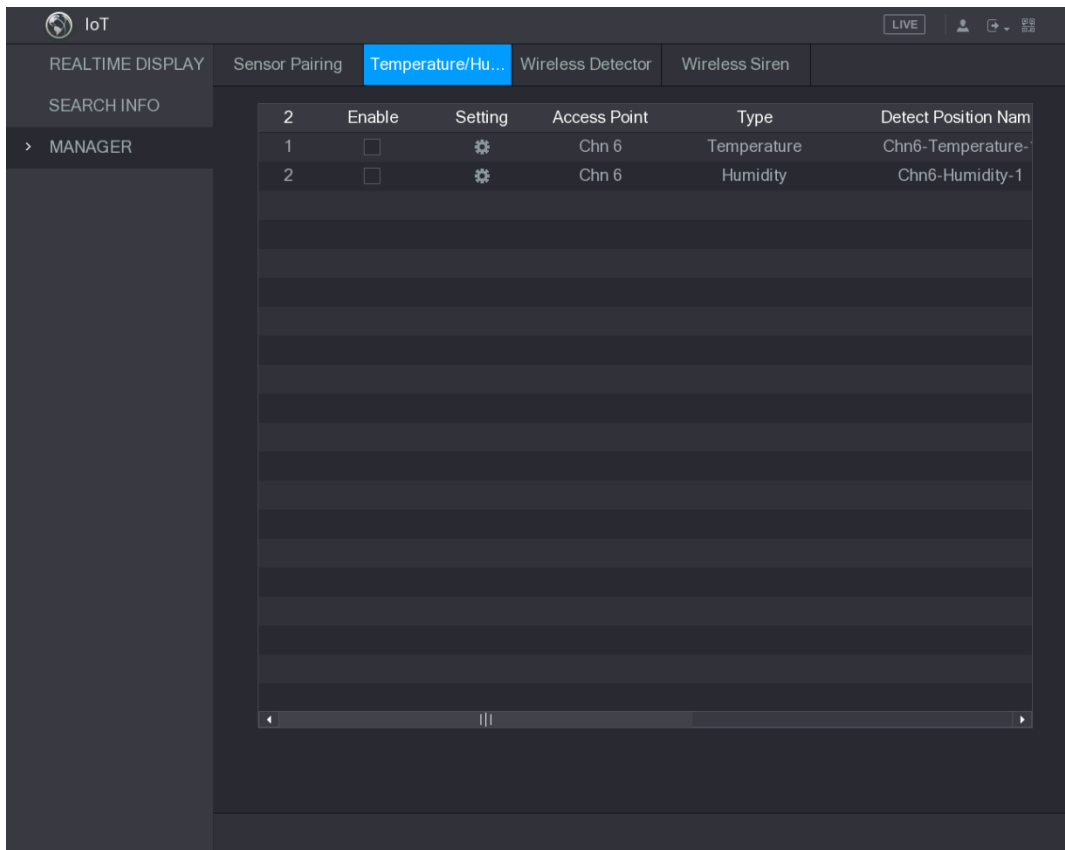 IoT
LIVE
REALTIME DISPLAY
SEARCH INFO
MANAGER
Sensor Pairing Temperature/Hu... Wireless Detector Wireless Siren
2 Enable Setting Access Point Type Detect Position Nam
1 Chn 6 Temperature Chn6-Temperature-
2 Chn 6 Humidity Chn6-Humidity-1